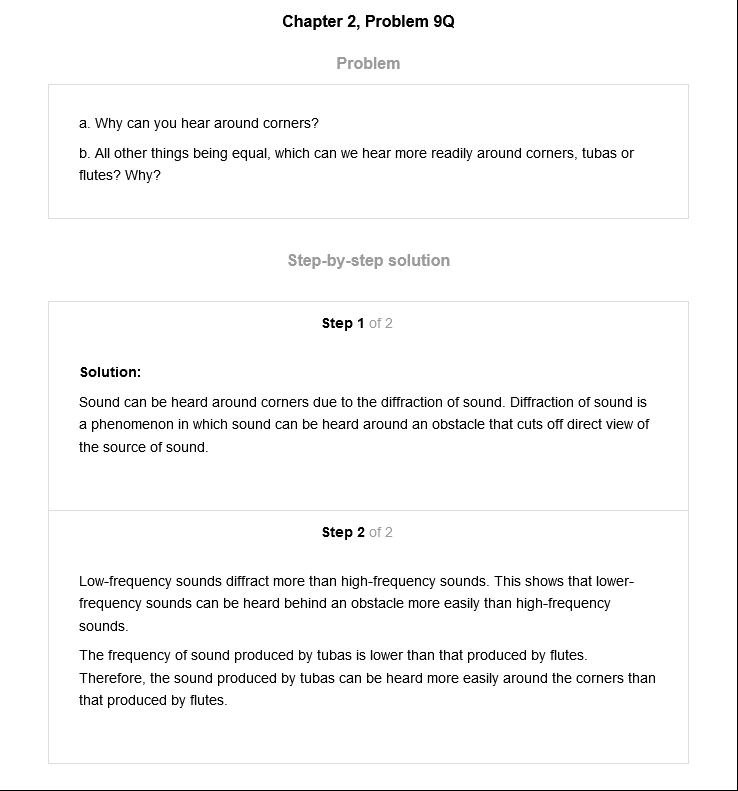 Chapter 2, Problem 9Q
Problem
a. Why can you hear around corners?
b. All other things being equal, which can we hear more readily around corners, tubas or
flutes? Why?
Step-by-step solution
Step 1 of 2
Solution:
Sound can be heard around corners due to the diffraction of sound. Diffraction of sound is
a phenomenon in which sound can be heard around an obstacle that cuts off direct view of
the source of sound.
Step 2 of 2
Low-frequency sounds diffract more than high-frequency sounds. This shows that lower-
frequency sounds can be heard behind an obstacle more easily than high-frequency
sounds.
The frequency of sound produced by tubas is lower than that produced by flutes.
Therefore, the sound produced by tubas can be heard more easily around the corners than
that produced by flutes.